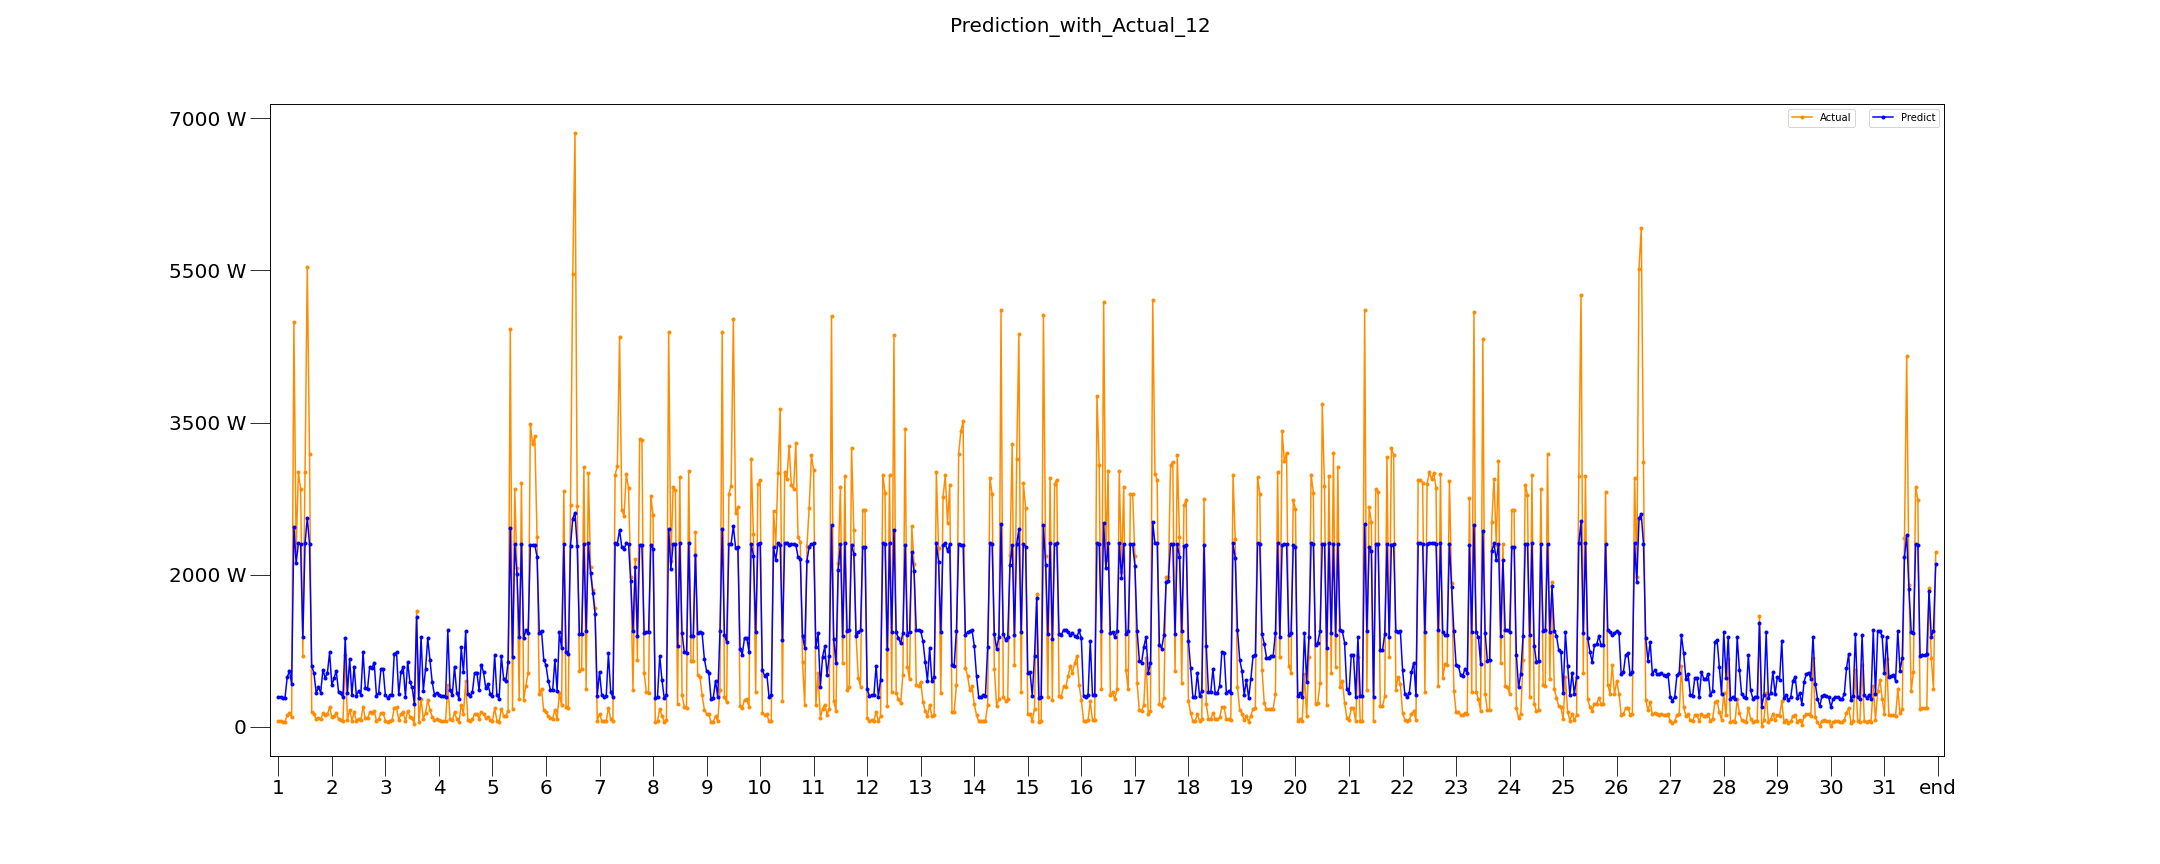 Prediction_with_Actual_12
Actual Predict
7000 W
5500 W
3500 W
2000 W
0
1 2 3 4 5 6 7 8 9 10 11 12 13 14 15 16 17 18 19 20 21 22 23 24 25 26 27 28 29 30 31 end